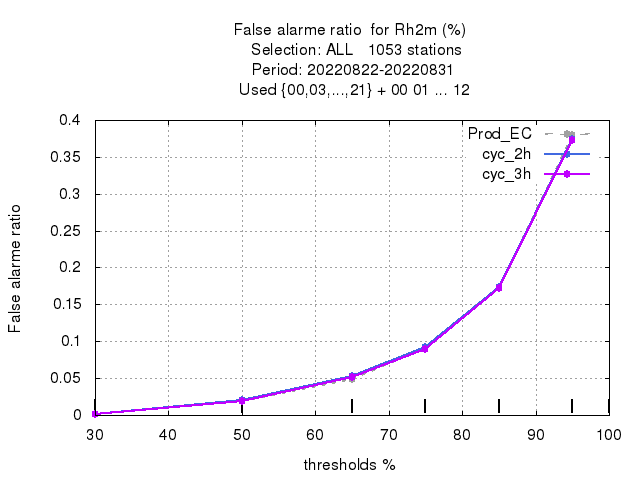 False alarme ratio  for Rh2m (%)
Selection: ALL   1053 stations
Period: 20220822-20220831
Used {00,03,...,21} + 00 01 ... 12
0.4
0.35
0.3
0.25
0.2
0.15
0.1
0.05
0
False alarme ratio
Prod_EC
cyc_2h
cyc_3h
30 40 50 60 70 80 90 100
thresholds %